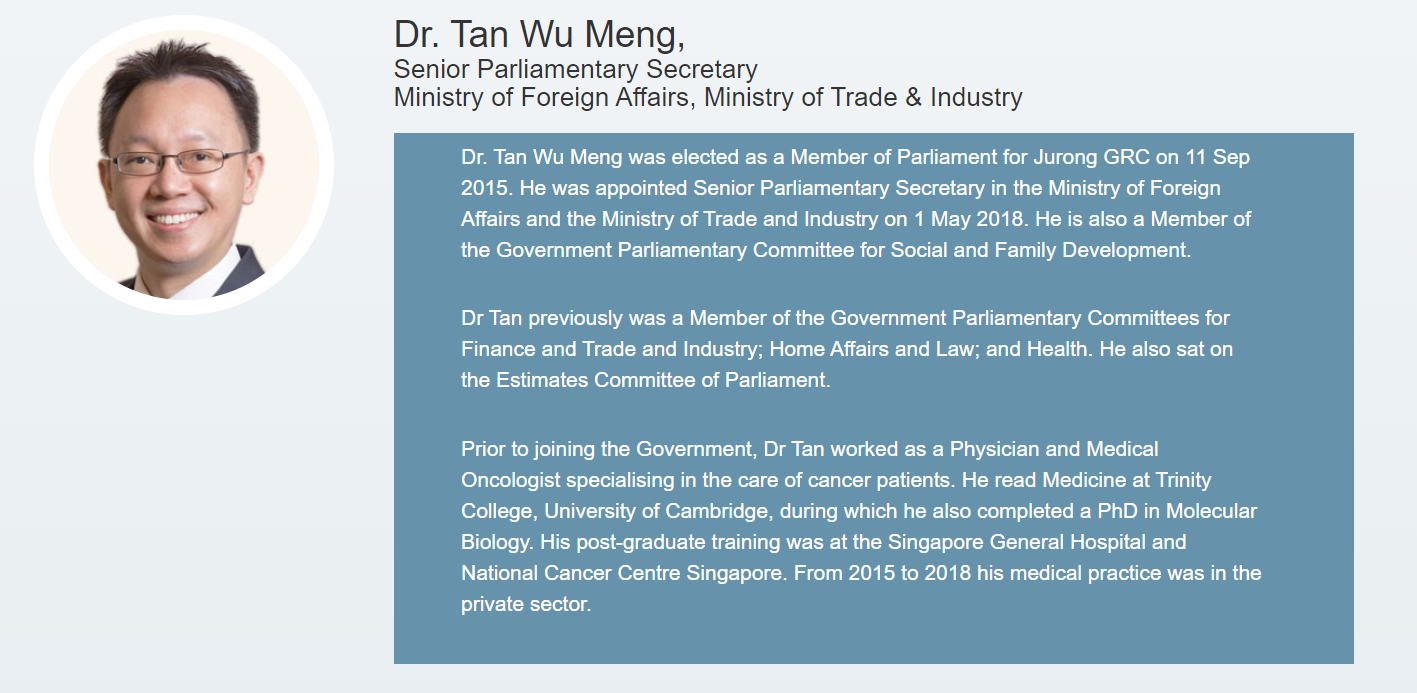 Dr. Tan Wu Meng,
Senior Parliamentary Secretary
Ministry of Foreign Affairs, Ministry of Trade & Industry
Dr. Tan Wu Meng was elected as a Member of Parliament for Jurong GRC on 11 Sep
2015. He was appointed Senior Parliamentary Secretary in the Ministry of Foreign
Affairs and the Ministry of Trade and Industry on 1 May 2018. He is also a Member of
the Government Parliamentary Committee for Social and Family Development.
Dr Tan previously was a Member of the Government Parliamentary Committees for
Finance and Trade and Industry; Home Affairs and Law; and Health. He also sat on
the Estimates Committee of Parliament.
Prior to joining the Government, Dr Tan worked as a Physician and Medical
Oncologist specialising in the care of cancer patients. He read Medicine at Trinity
College, University of Cambridge, during which he also completed a PhD in Molecular
Biology. His post-graduate training was at the Singapore General Hospital and
National Cancer Centre Singapore. From 2015 to 2018 his medical practice was in the
private sector.